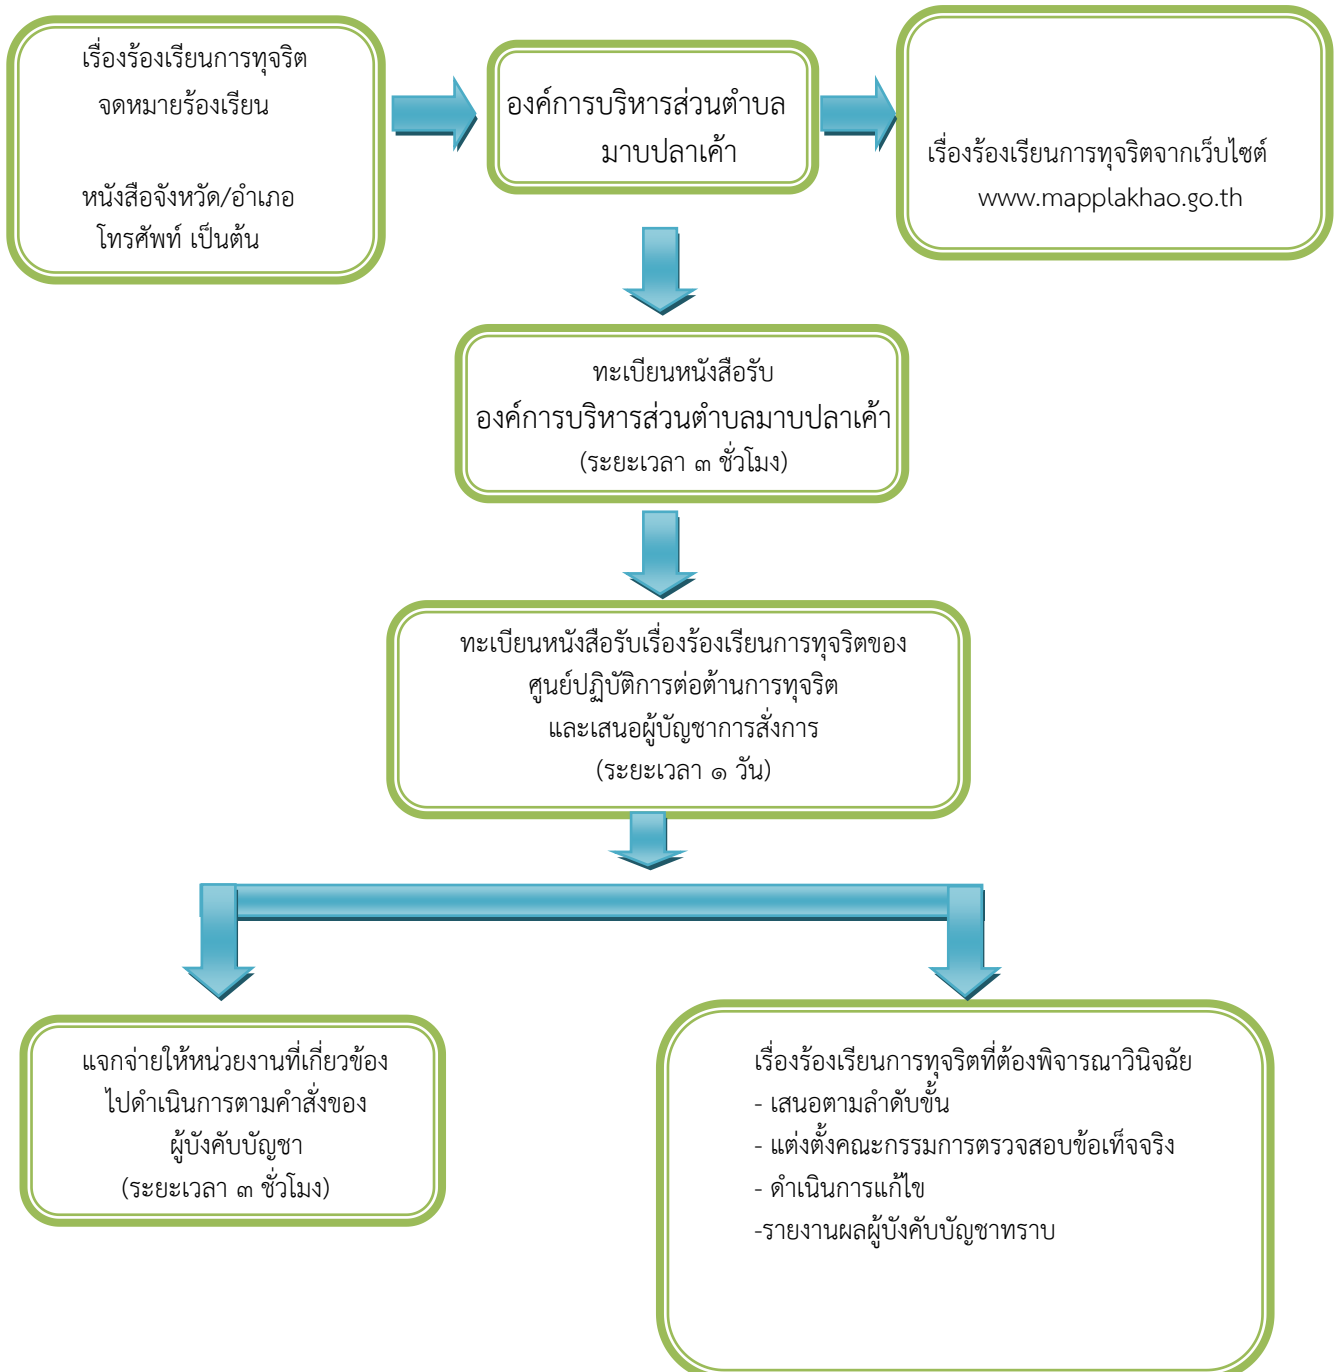 เรื่องร้องเรียนการทุจริต
จดหมายร้องเรียน
หนังสือจังหวัด/อำเภอ
โทรศัพท์ เป็นต้น
องค์การบริหารส่วนตำบล
มาบปลาเค้า
เรื่องร้องเรียนการทุจริตจากเว็บไซต์
www.mapplakhao.go.th
ทะเบียนหนังสือรับ
องค์การบริหารส่วนตำบลมาบปลาเค้า
(ระยะเวลา ๓ ชั่วโมง)
ทะเบียนหนังสือรับเรื่องร้องเรียนการทุจริตของ
ศูนย์ปฏิบัติการต่อต้านการทุจริต
และเสนอผู้บัญชาการสั่งการ
(ระยะเวลา ๑ วัน)
แจกจ่ายให้หน่วยงานที่เกี่ยวข้อง
ไปดำเนินการตามคำสั่งของ
ผู้บังคับบัญชา
(ระยะเวลา ๓ ชั่วโมง)
เรื่องร้องเรียนการทุจริตที่ต้องพิจารณาวินิจฉัย
- เสนอตามลำดับขั้น
- แต่งตั้งคณะกรรมการตรวจสอบข้อเท็จจริง
- ดำเนินการแก้ไข
-รายงานผลผู้บังคับบัญชาทราบ